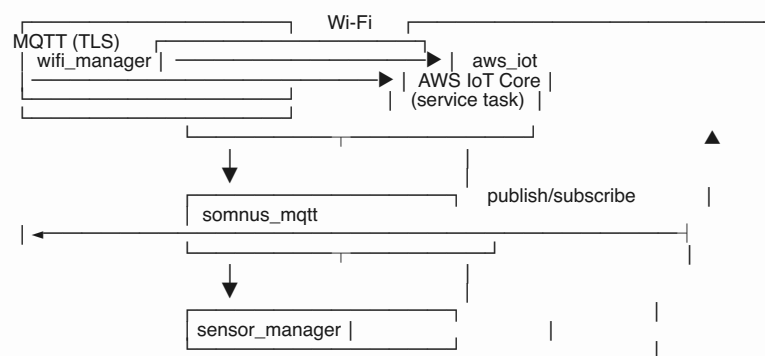 Wi-Fi
MQTT (TLS)
wifi_manager aws_iot
AWS IoT Core
(service task)
publish/subscribe
somnus_mqtt
sensor_manager